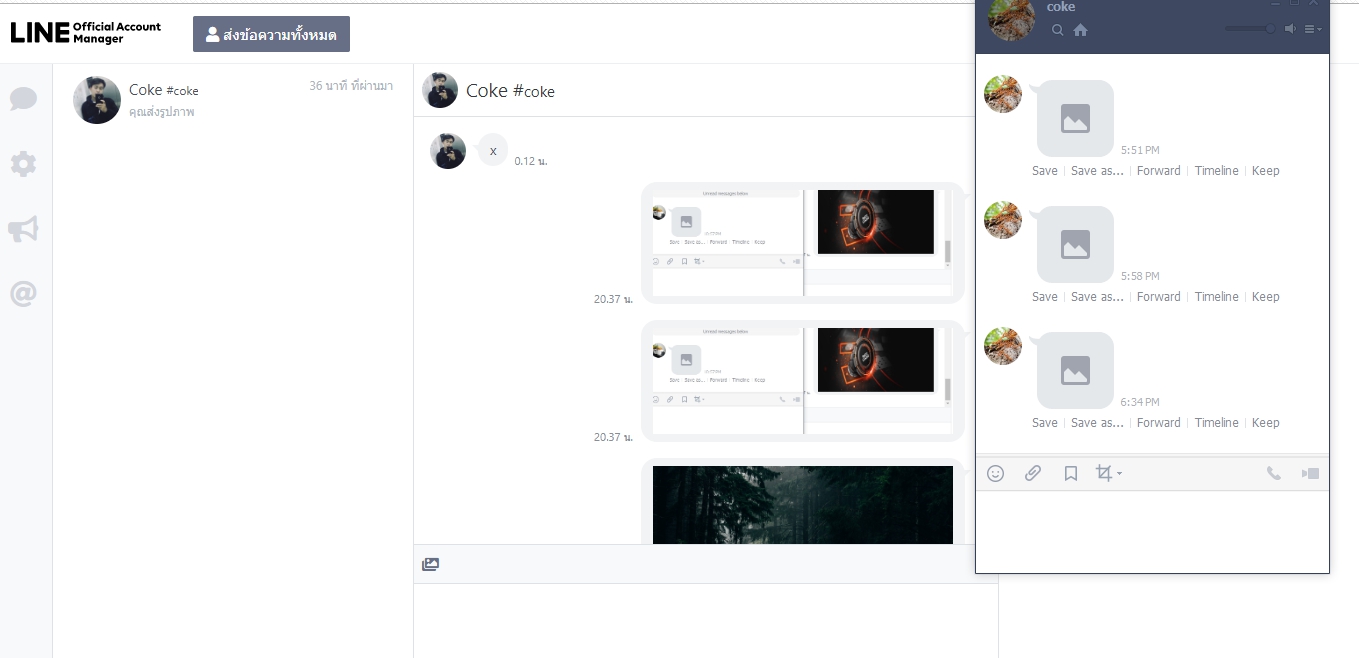 LINE Official Account
Manager
ส่งข้อความทั้งหมด
Coke #coke
36 นาที ที่ผ่านมา
คุณส่งรูปภาพ
Coke #coke
x
0.12 น.
Unread messages below
Save Save as... Forward Timeline Keep
20.37 น.
Unread messages below
Save Save as... Forward Timeline Keep
20.37 น.
coke
5:51 PM
Save Save as... Forward Timeline Keep
5:58 PM
Save Save as... Forward Timeline Keep
6:34 PM
Save Save as... Forward Timeline Keep